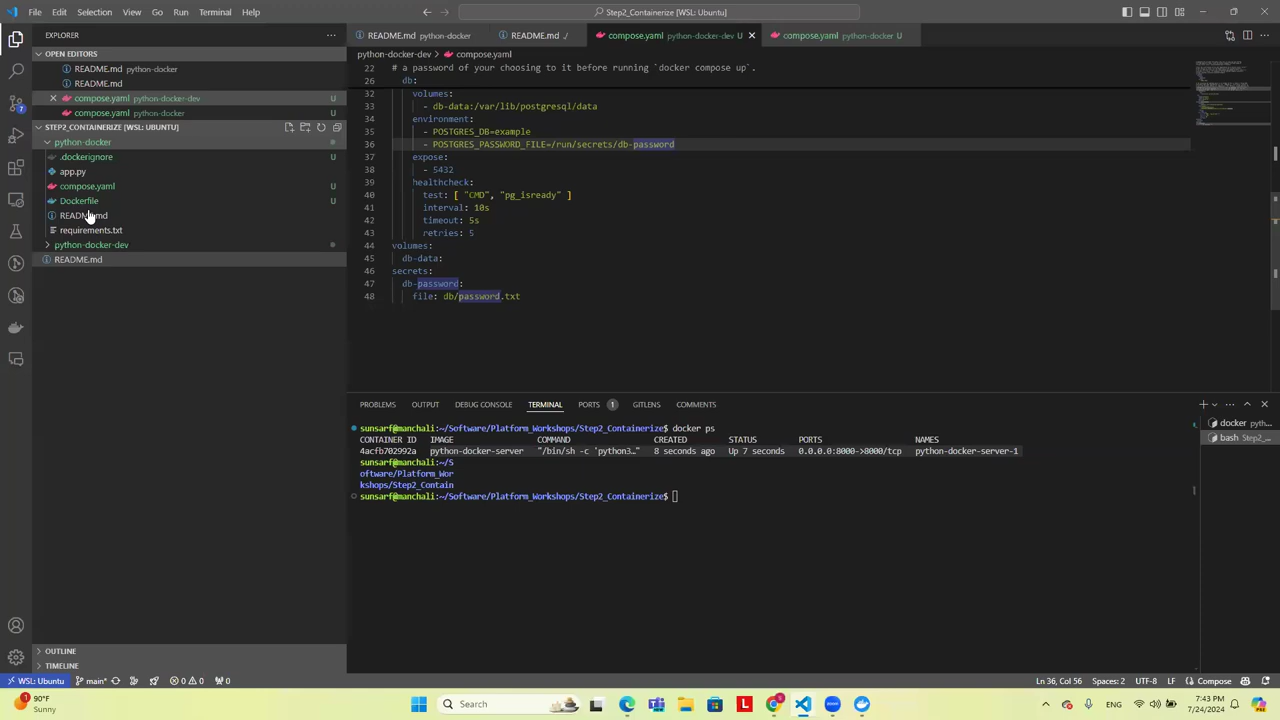 File Edit Selection View Go Run Terminal Help
Step2_Containerize [WSL: Ubuntu]
EXPLORER
OPEN EDITORS
README.md python-docker
README.md
compose.yaml python-docker-dev U
compose.yaml python-docker U
STEP2_CONTAINERIZE [WSL: UBUNTU]
python-docker
.dockerignore
app.py
compose.yaml U
Dockerfile U
README.md
requirements.txt
python-docker-dev
README.md
OUTLINE
TIMELINE
README.md python-docker
README.md ./
compose.yaml python-docker-dev U
compose.yaml python-docker U
python-docker-dev > compose.yaml
22 # a password of your choosing to it before running `docker compose up`.
26 db:
32 volumes:
33 - db-data:/var/lib/postgresql/data
34 environment:
35 - POSTGRES_DB=example
36 - POSTGRES_PASSWORD_FILE=/run/secrets/db-password
37 expose:
38 - 5432
39 healthcheck:
40 test: [ "CMD", "pg_isready" ]
41 interval: 10s
42 timeout: 5s
43 retries: 5
44 volumes:
45 db-data:
46 secrets:
47 db-password:
48 file: db/password.txt
PROBLEMS OUTPUT DEBUG CONSOLE TERMINAL PORTS 1 GITLENS COMMENTS
sunsarf@manchali:~/Software/Platform_Workshops/Step2_Containerize$ docker ps
CONTAINER ID IMAGE COMMAND CREATED STATUS PORTS NAMES
4acfb702992a python-docker-server "/bin/sh -c 'python3…" 8 seconds ago Up 7 seconds 0.0.0.0:8000->8000/tcp python-docker-server-1
sunsarf@manchali:~/S
oftware/Platform_Wor
kshops/Step2_Contain
sunsarf@manchali:~/Software/Platform_Workshops/Step2_Containerize$
docker pyth...
bash Step2_...
7
WSL: Ubuntu main* 0 0 0 Ln 36, Col 56 Spaces: 2 UTF-8 LF Compose
90°F
Sunny
1
Search
7:43 PM
7/24/2024